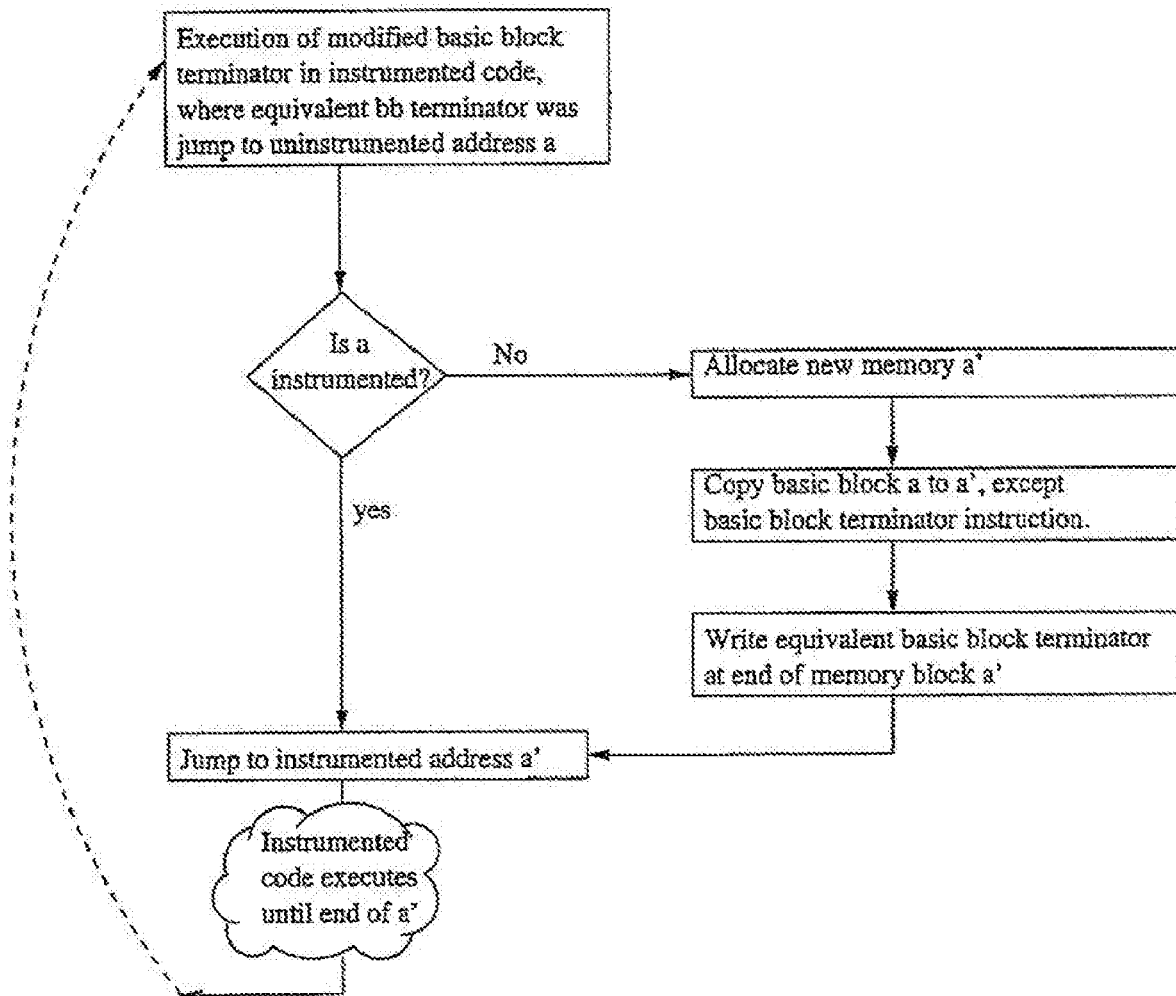 Execution of modified basic block
terminator in instrumented code,
where equivalent bb terminator was
jump to uninstrumented address a
Is a
instrumented?
No
Allocate new memory a’
Copy basic block a to a’, except
basic block terminator instruction.
yes
Write equivalent basic block terminator
at end of memory block a’
Jump to instrumented address a’
Instrumented
code executes
until end of a’